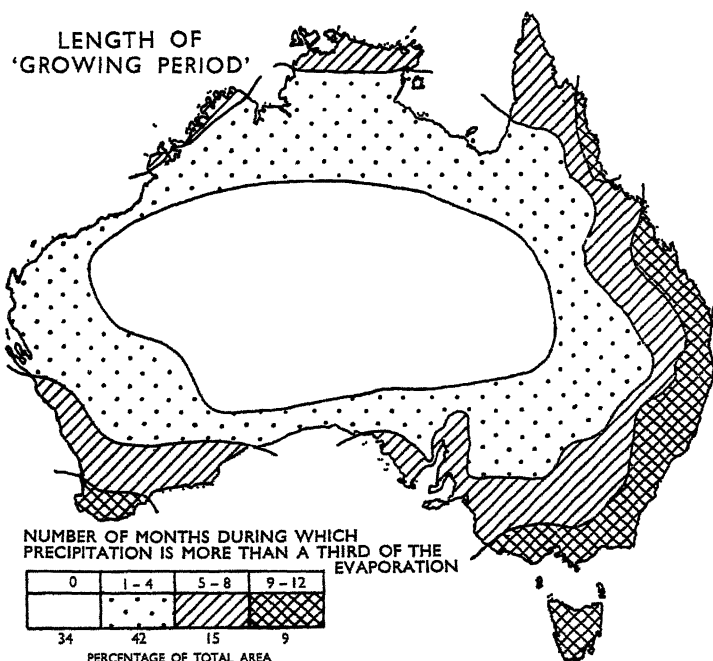 LENGTH OF
'GROWING PERIOD'
NUMBER OF MONTHS DURING WHICH
PRECIPITATION IS MORE THAN A THIRD OF THE
EVAPORATION
0 1-4 5-8 9-12
34 42 15 9
PERCENTAGE OF TOTAL AREA